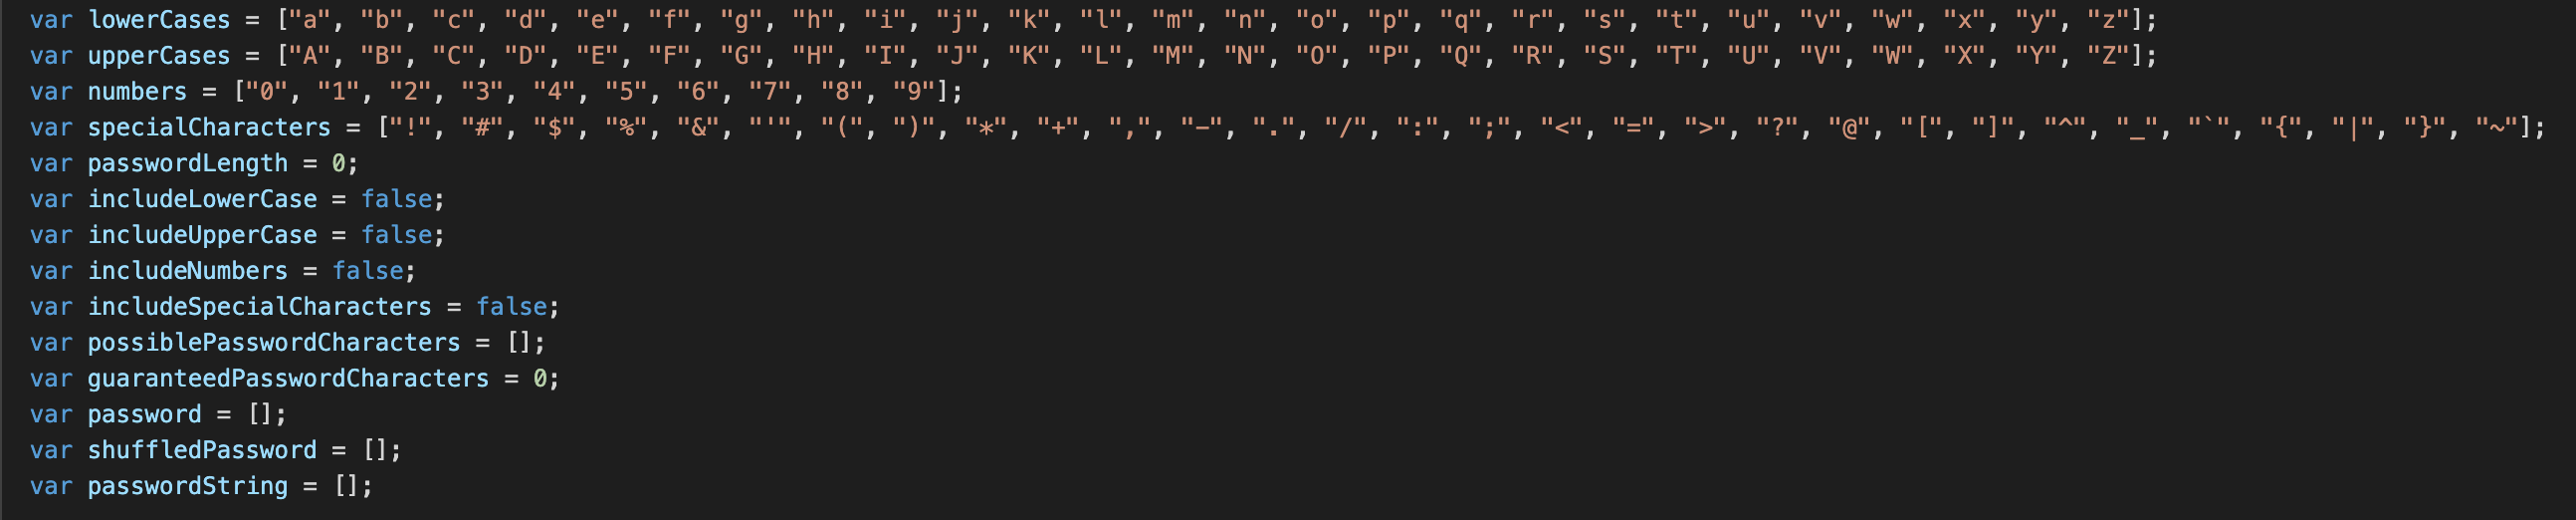 var lowerCases = ["a", "b", "c", "d", "e", "f", "g", "h", "i", "j", "k", "l", "m", "n", "o", "p", "q", "r", "s", "t", "u", "v", "w", "x", "y", "z"];
var upperCases = ["A", "B", "C", "D", "E", "F", "G", "H", "I", "J", "K", "L", "M", "N", "O", "P", "Q", "R", "S", "T", "U", "V", "W", "X", "Y", "Z"];
var numbers = ["0", "1", "2", "3", "4", "5", "6", "7", "8", "9"];
var specialCharacters = ["!", "#", "$", "%", "&", "'", "(", ")", "*", "+", ",", "-", ".", "/", ":", ";", "<", "=", ">", "?", "@", "[", "]", "^", "_", "`", "{", "|", "}", "~"];
var passwordLength = 0;
var includeLowerCase = false;
var includeUpperCase = false;
var includeNumbers = false;
var includeSpecialCharacters = false;
var possiblePasswordCharacters = [];
var guaranteedPasswordCharacters = 0;
var password = [];
var shuffledPassword = [];
var passwordString = [];